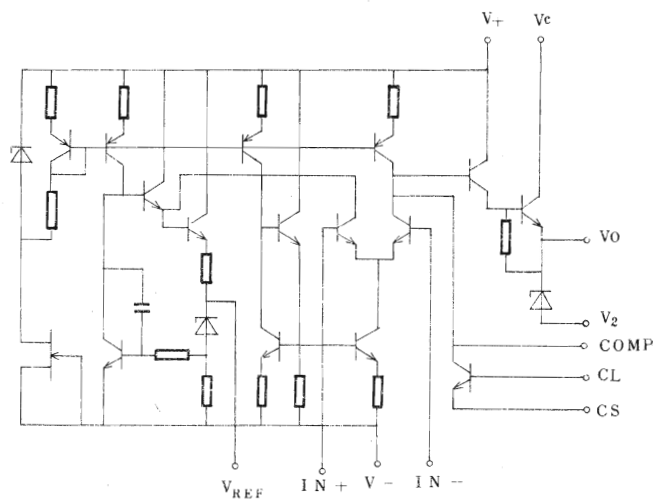 V+
Vc
VO
V2
COMP
CL
CS
VREF
IN+
V-
IN-